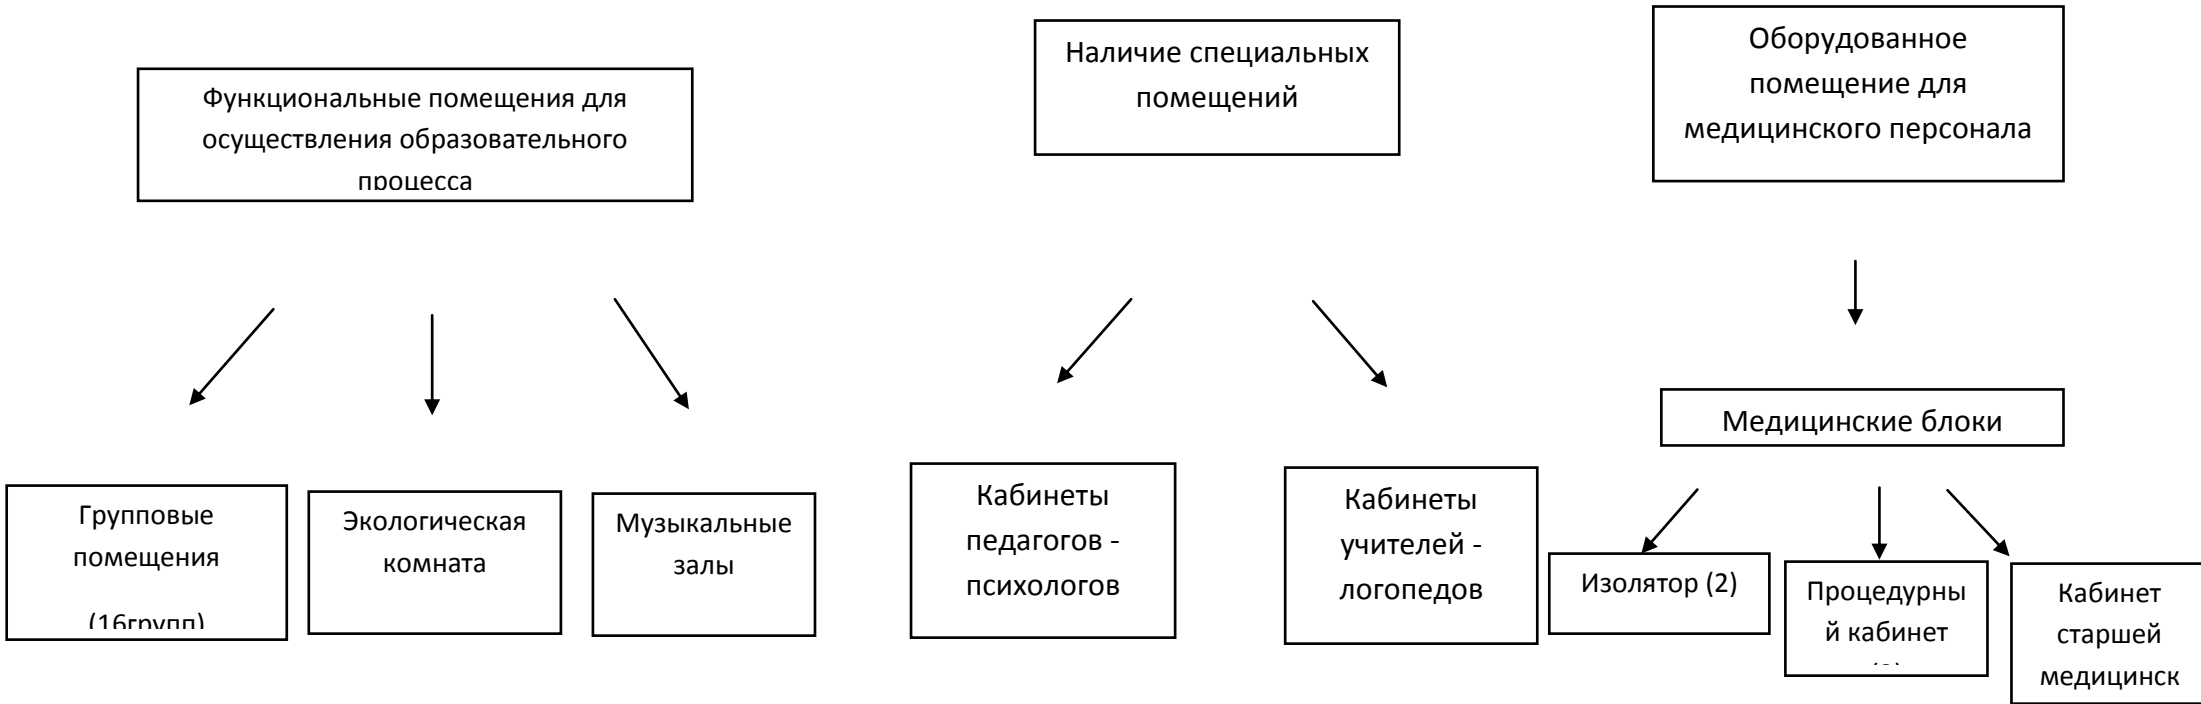 Функциональные помещения для
осуществления образовательного
процесса
Наличие специальных
помещений
Оборудованное
помещение для
медицинского персонала
Групповые
помещения
(16групп)
Экологическая
комната
Музыкальные
залы
Кабинеты
педагогов -
психологов
Кабинеты
учителей -
логопедов
Медицинские блоки
Изолятор (2)
Процедурны
й кабинет
Кабинет
старшей
медицинск